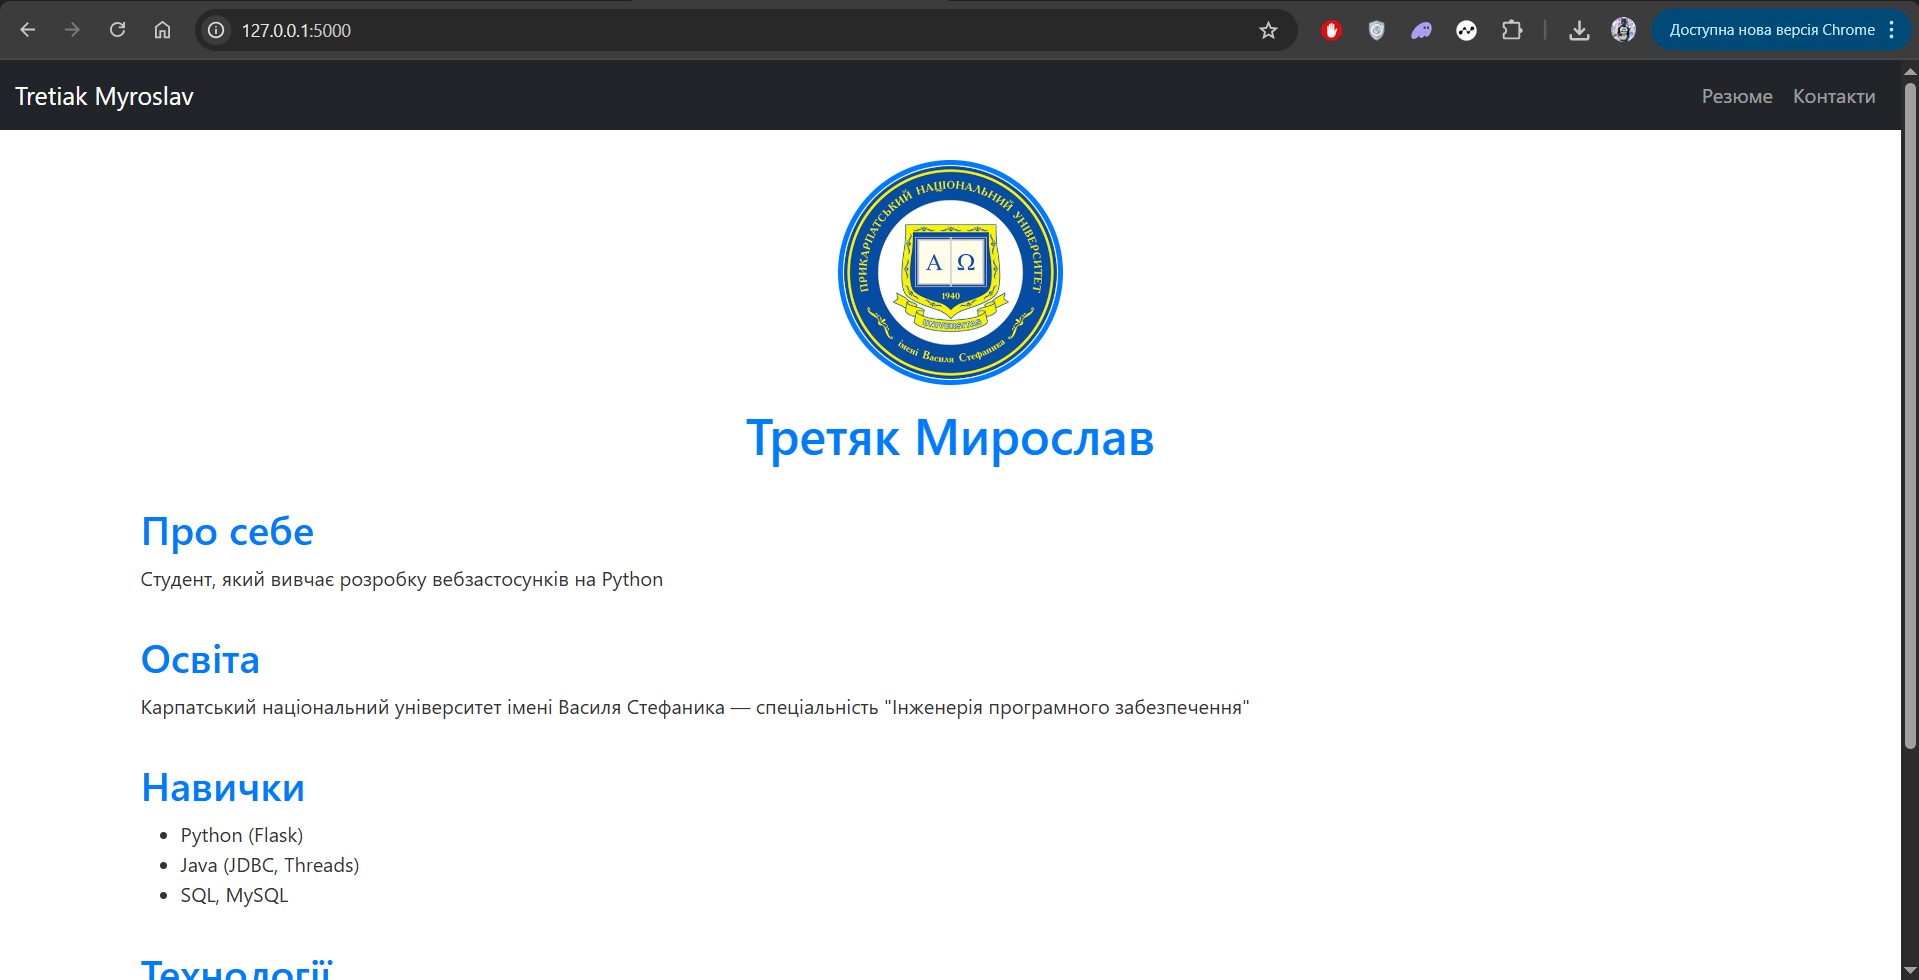 127.0.0.1:5000
Доступна нова версія Chrome
Tretiak Myroslav
Резюме
Контакти
ПРИКАРПАТСЬКИЙ НАЦІОНАЛЬНИЙ УНІВЕРСИТЕТ
Α Ω
1940
UNIVERSITAS
імені Василя Стефаника
Третяк Мирослав
Про себе
Студент, який вивчає розробку вебзастосунків на Python
Освіта
Карпатський національний університет імені Василя Стефаника — спеціальність "Інженерія програмного забезпечення"
Навички
Python (Flask)
Java (JDBC, Threads)
SQL, MySQL
Технології